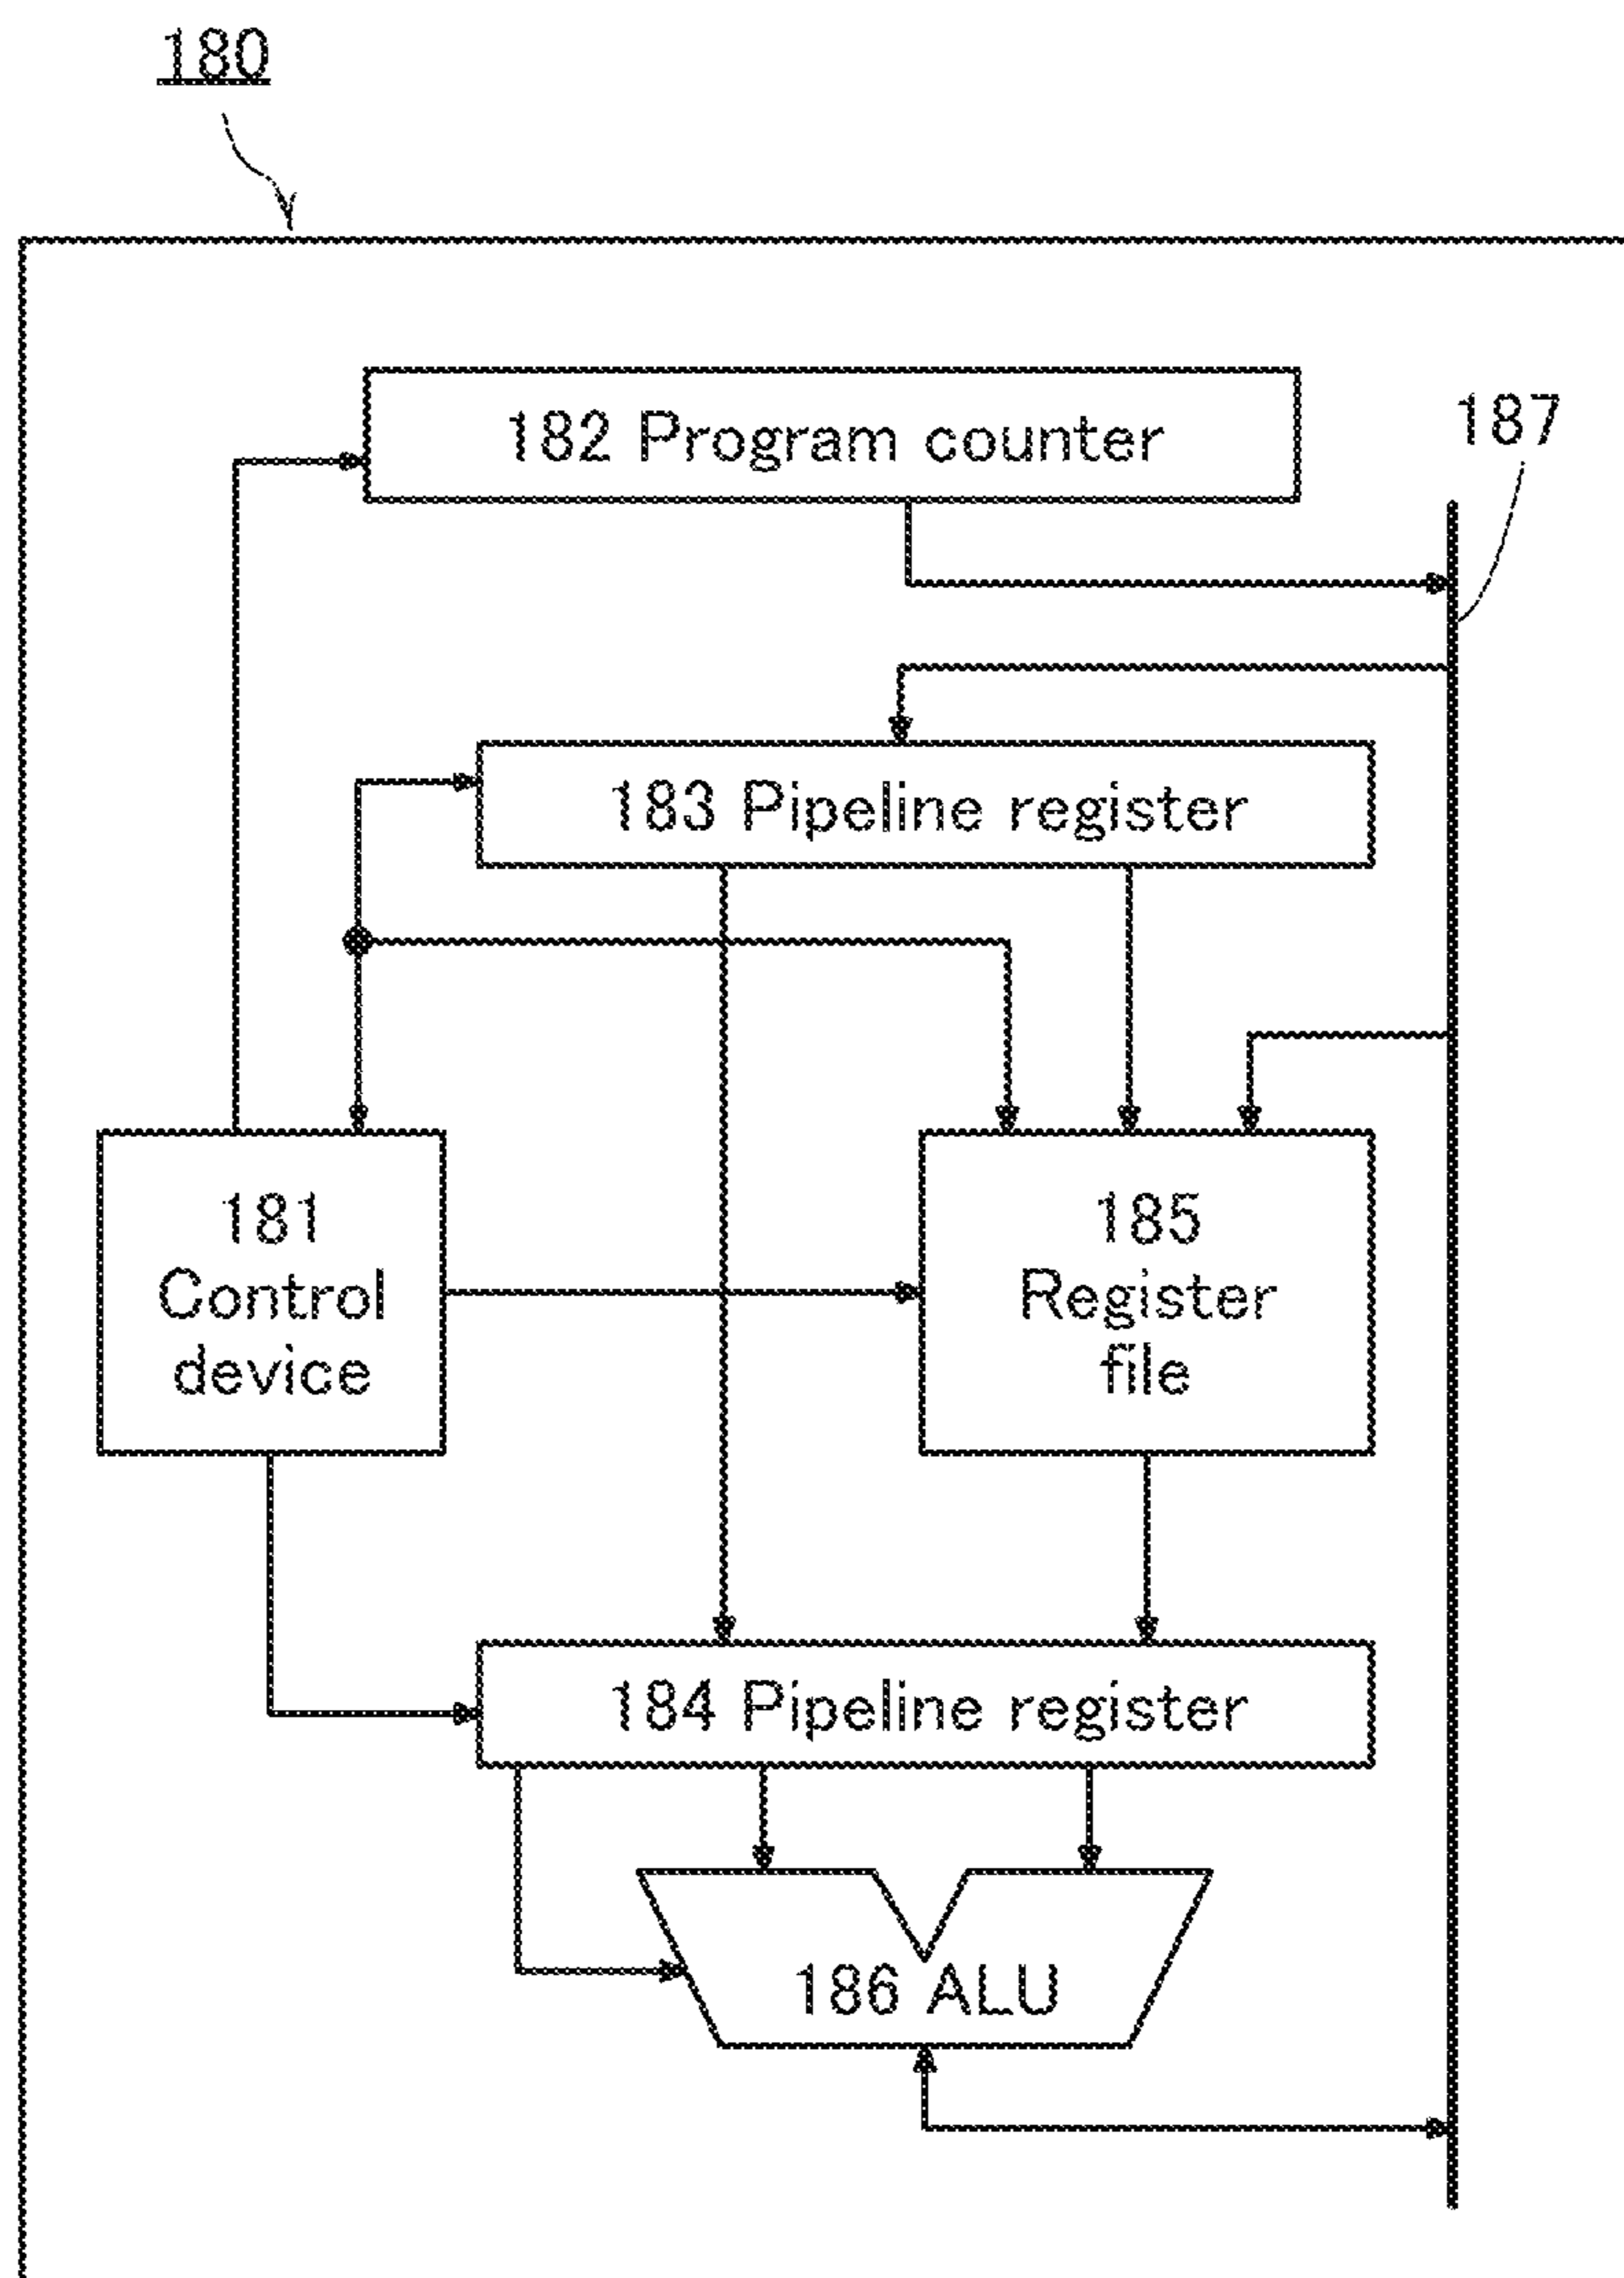 180
182 Program counter
187
183 Pipeline register
181
Control
device
185
Register
file
184 Pipeline register
186 ALU